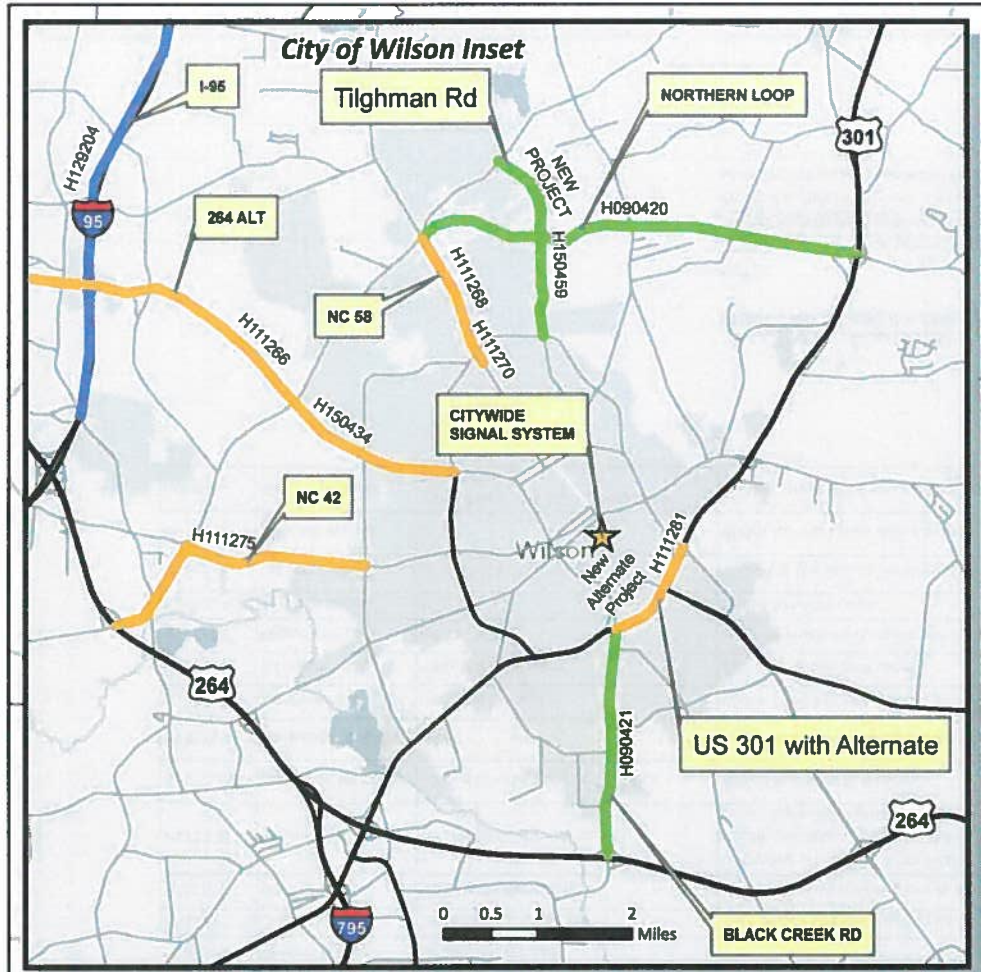 City of Wilson Inset
I-95
Tilghman Rd
NORTHERN LOOP
301
H129204
NEW
PROJECT
95
264 ALT
H090420
H150459
H111268
NC 58
H111270
H111266
CITYWIDE
SIGNAL SYSTEM
H150434
NC 42
H111275
Wilson
H111281
New
Alternate
Project
264
H090421
US 301 with Alternate
264
795
0 0.5 1 2
Miles
BLACK CREEK RD